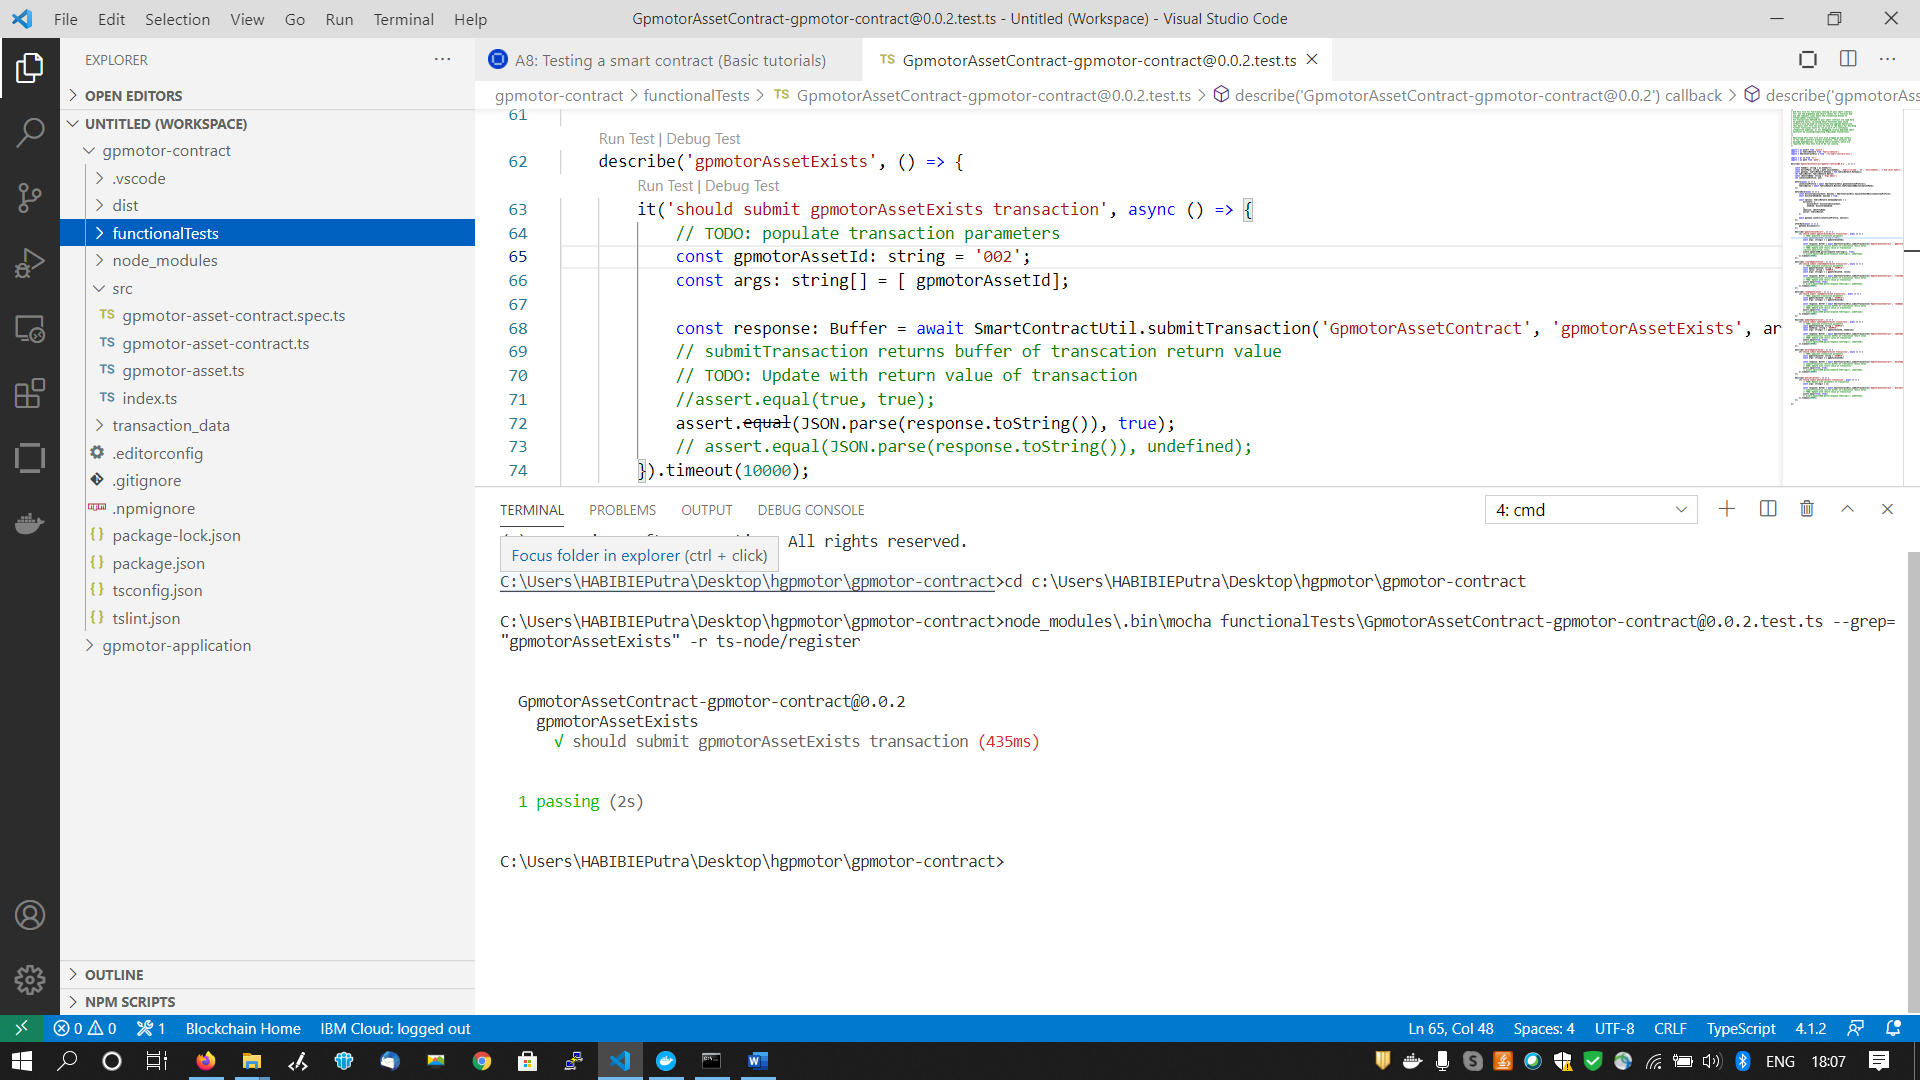 File Edit Selection View Go Run Terminal Help
GpmotorAssetContract-gpmotor-contract@0.0.2.test.ts - Untitled (Workspace) - Visual Studio Code
EXPLORER
A8: Testing a smart contract (Basic tutorials)
TS GpmotorAssetContract-gpmotor-contract@0.0.2.test.ts
gpmotor-contract > functionalTests > TS GpmotorAssetContract-gpmotor-contract@0.0.2.test.ts > describe('GpmotorAssetContract-gpmotor-contract@0.0.2') callback > describe('gpmotorAss
OPEN EDITORS
UNTITLED (WORKSPACE)
gpmotor-contract
.vscode
dist
functionalTests
node_modules
src
TS gpmotor-asset-contract.spec.ts
TS gpmotor-asset-contract.ts
TS gpmotor-asset.ts
TS index.ts
transaction_data
.editorconfig
.gitignore
.npmignore
package-lock.json
package.json
tsconfig.json
tslint.json
gpmotor-application
OUTLINE
NPM SCRIPTS
61
Run Test | Debug Test
62 describe('gpmotorAssetExists', () => {
Run Test | Debug Test
63 it('should submit gpmotorAssetExists transaction', async () => {
64 // TODO: populate transaction parameters
65 const gpmotorAssetId: string = '002';
66 const args: string[] = [ gpmotorAssetId];
67
68 const response: Buffer = await SmartContractUtil.submitTransaction('GpmotorAssetContract', 'gpmotorAssetExists', ar
69 // submitTransaction returns buffer of transcation return value
70 // TODO: Update with return value of transaction
71 //assert.equal(true, true);
72 assert.equal(JSON.parse(response.toString()), true);
73 // assert.equal(JSON.parse(response.toString()), undefined);
74 }).timeout(10000);
TERMINAL PROBLEMS OUTPUT DEBUG CONSOLE
4: cmd
All rights reserved.
Focus folder in explorer (ctrl + click)
C:\Users\HABIBIEPutra\Desktop\hgpmotor\gpmotor-contract>cd c:\Users\HABIBIEPutra\Desktop\hgpmotor\gpmotor-contract
C:\Users\HABIBIEPutra\Desktop\hgpmotor\gpmotor-contract>node_modules\.bin\mocha functionalTests\GpmotorAssetContract-gpmotor-contract@0.0.2.test.ts --grep=
"gpmotorAssetExists" -r ts-node/register
GpmotorAssetContract-gpmotor-contract@0.0.2
gpmotorAssetExists
√ should submit gpmotorAssetExists transaction (435ms)
1 passing (2s)
C:\Users\HABIBIEPutra\Desktop\hgpmotor\gpmotor-contract>
0 0 1 Blockchain Home IBM Cloud: logged out
Ln 65, Col 48 Spaces: 4 UTF-8 CRLF TypeScript 4.1.2
ENG 18:07